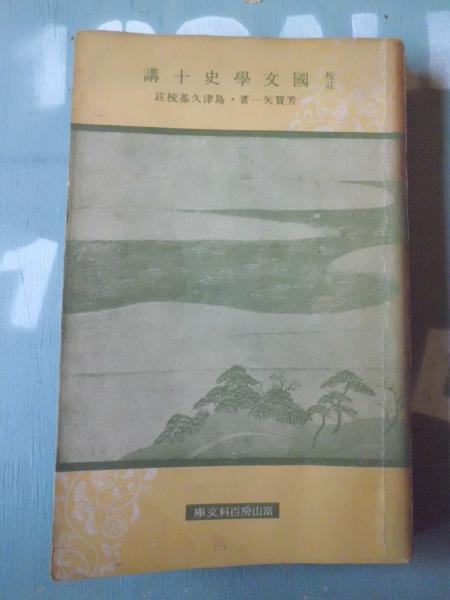 校註
國文學史十講
芳賀矢一著・島津久基校註
冨山房百科文庫